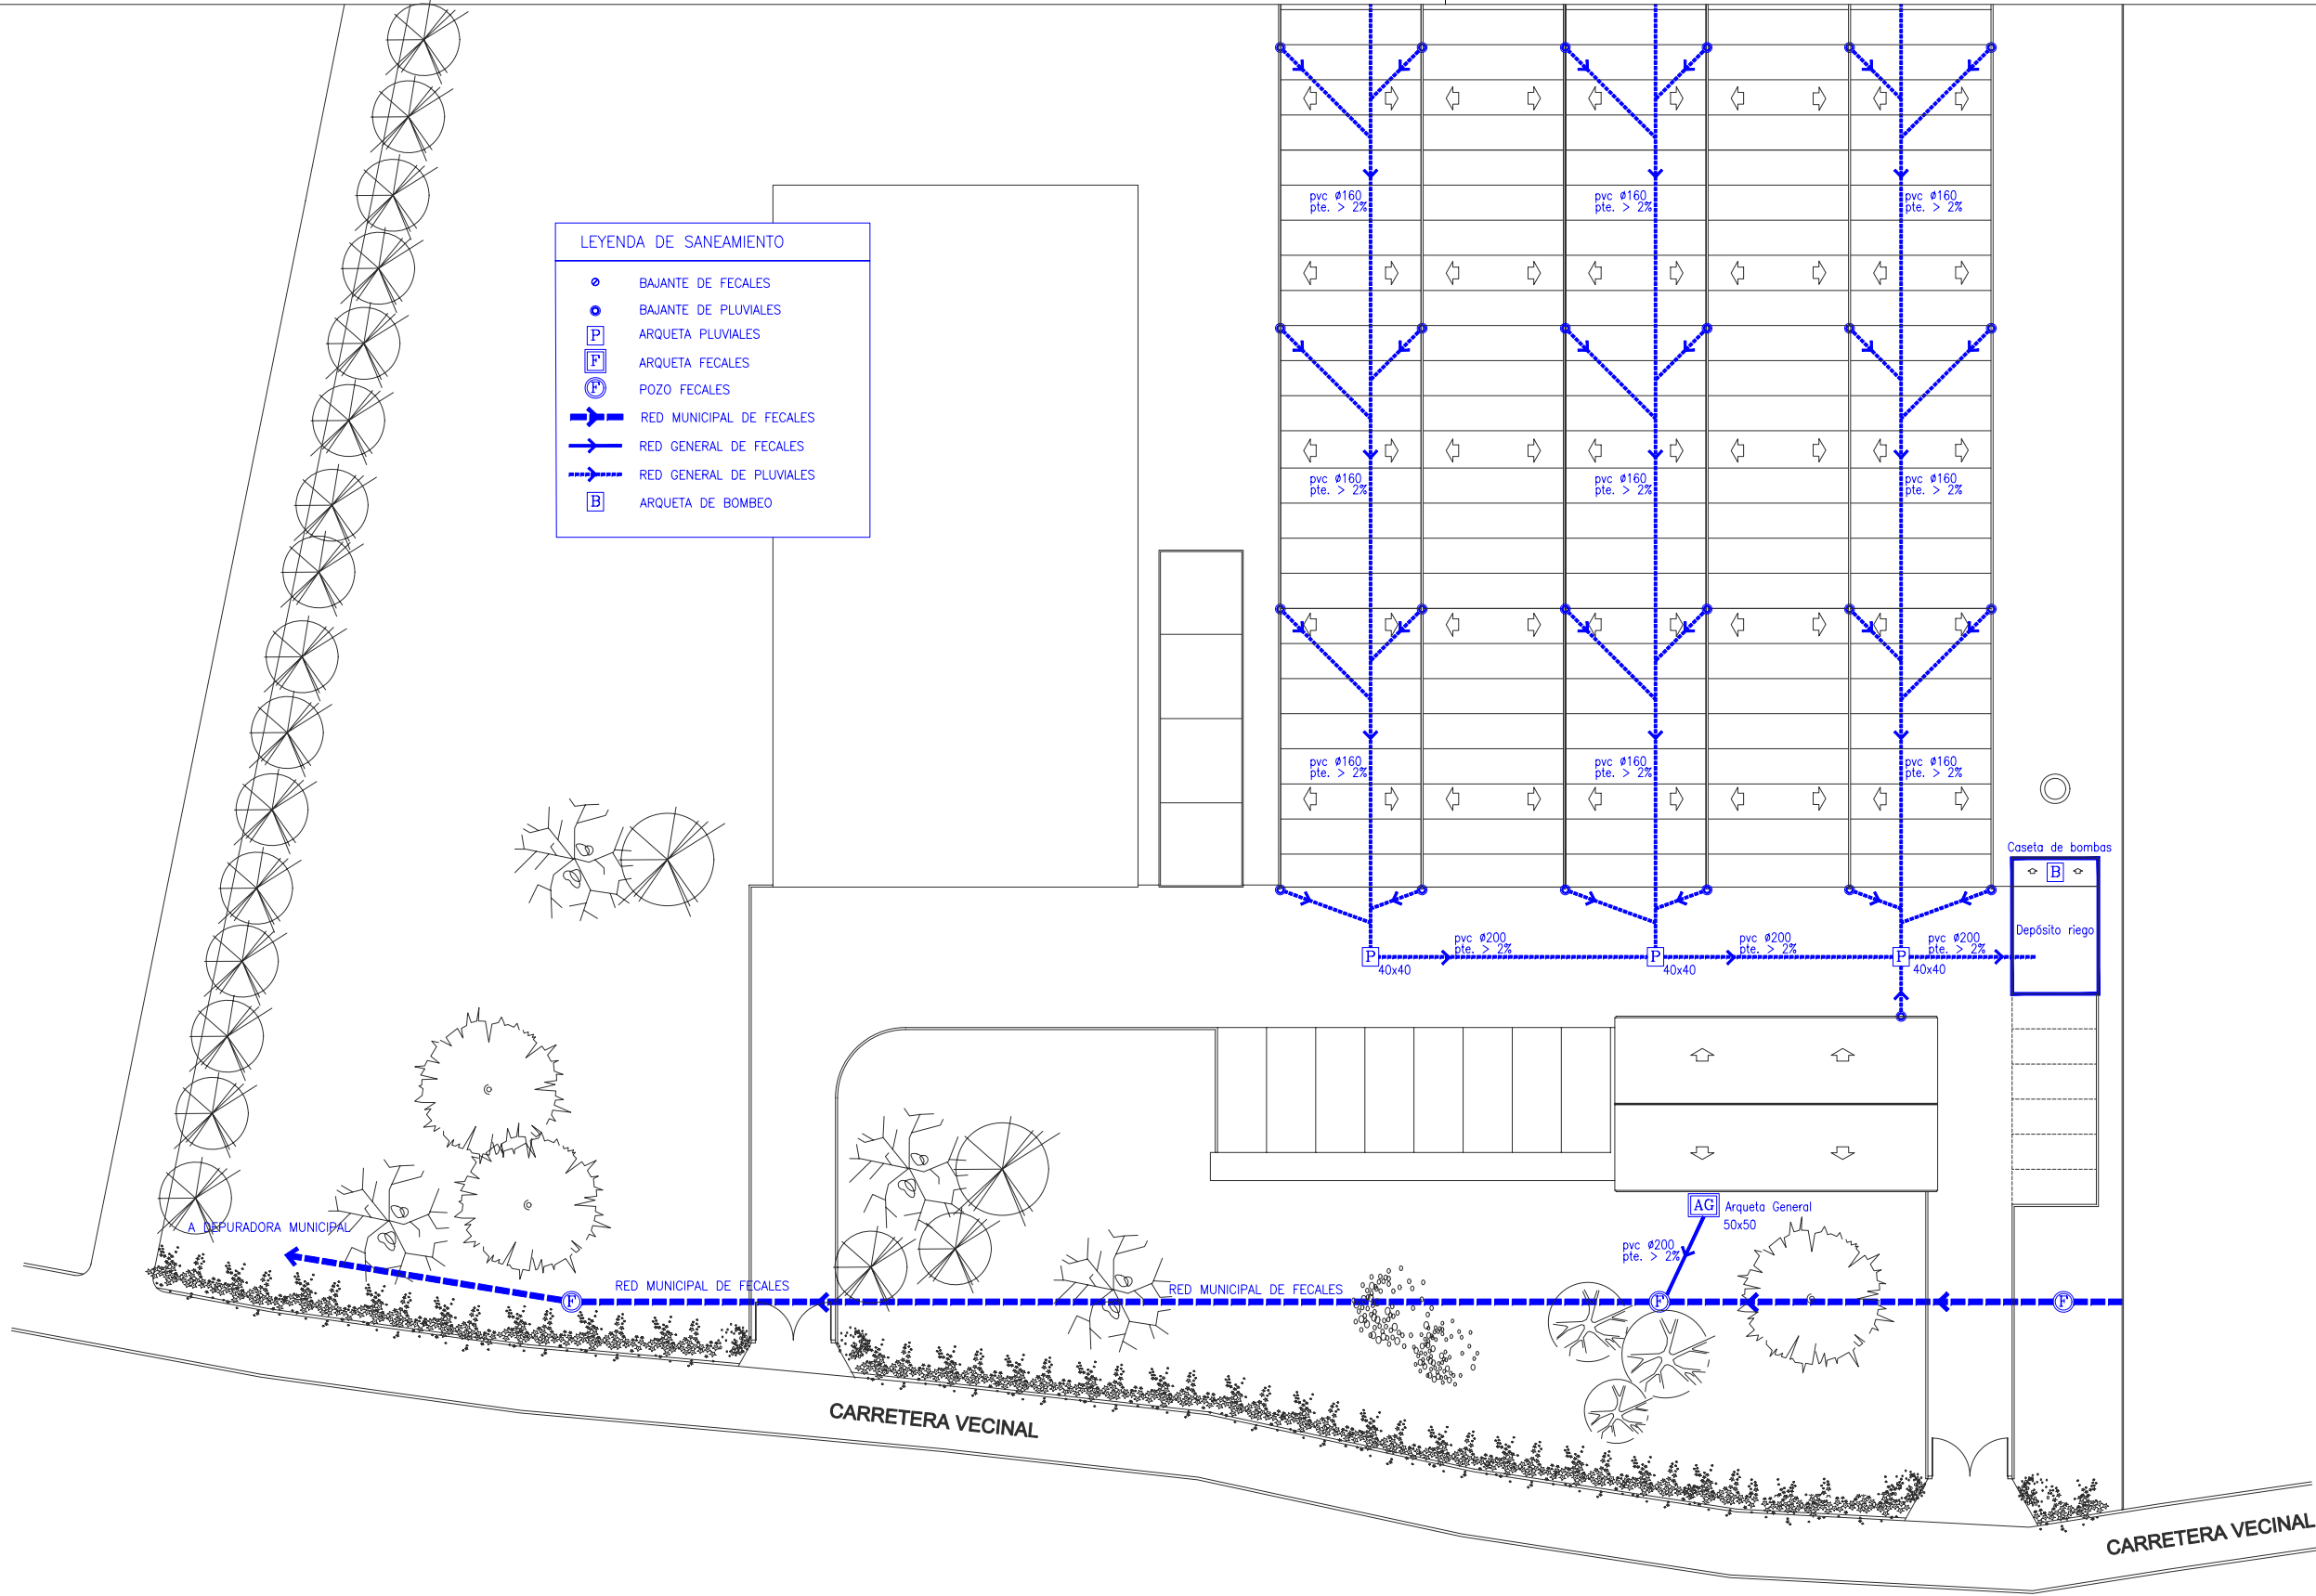 pvc Ø160
pte. > 2%
pvc Ø160
pte. > 2%
pvc Ø160
pte. > 2%
LEYENDA DE SANEAMIENTO
BAJANTE DE FECALES
BAJANTE DE PLUVIALES
P ARQUETA PLUVIALES
F ARQUETA FECALES
F POZO FECALES
RED MUNICIPAL DE FECALES
RED GENERAL DE FECALES
RED GENERAL DE PLUVIALES
B ARQUETA DE BOMBEO
pvc Ø160
pte. > 2%
pvc Ø160
pte. > 2%
pvc Ø160
pte. > 2%
pvc Ø160
pte. > 2%
pvc Ø160
pte. > 2%
pvc Ø160
pte. > 2%
Caseta de bombas
B
Depósito riego
pvc Ø200
pte. > 2%
pvc Ø200
pte. > 2%
pvc Ø200
pte. > 2%
P
40x40
P
40x40
P
40x40
AG
Arqueta General
50x50
A DEPURADORA MUNICIPAL
pvc Ø200
pte. > 2%
RED MUNICIPAL DE FECALES
RED MUNICIPAL DE FECALES
F
F
F
CARRETERA VECINAL
CARRETERA VECINAL